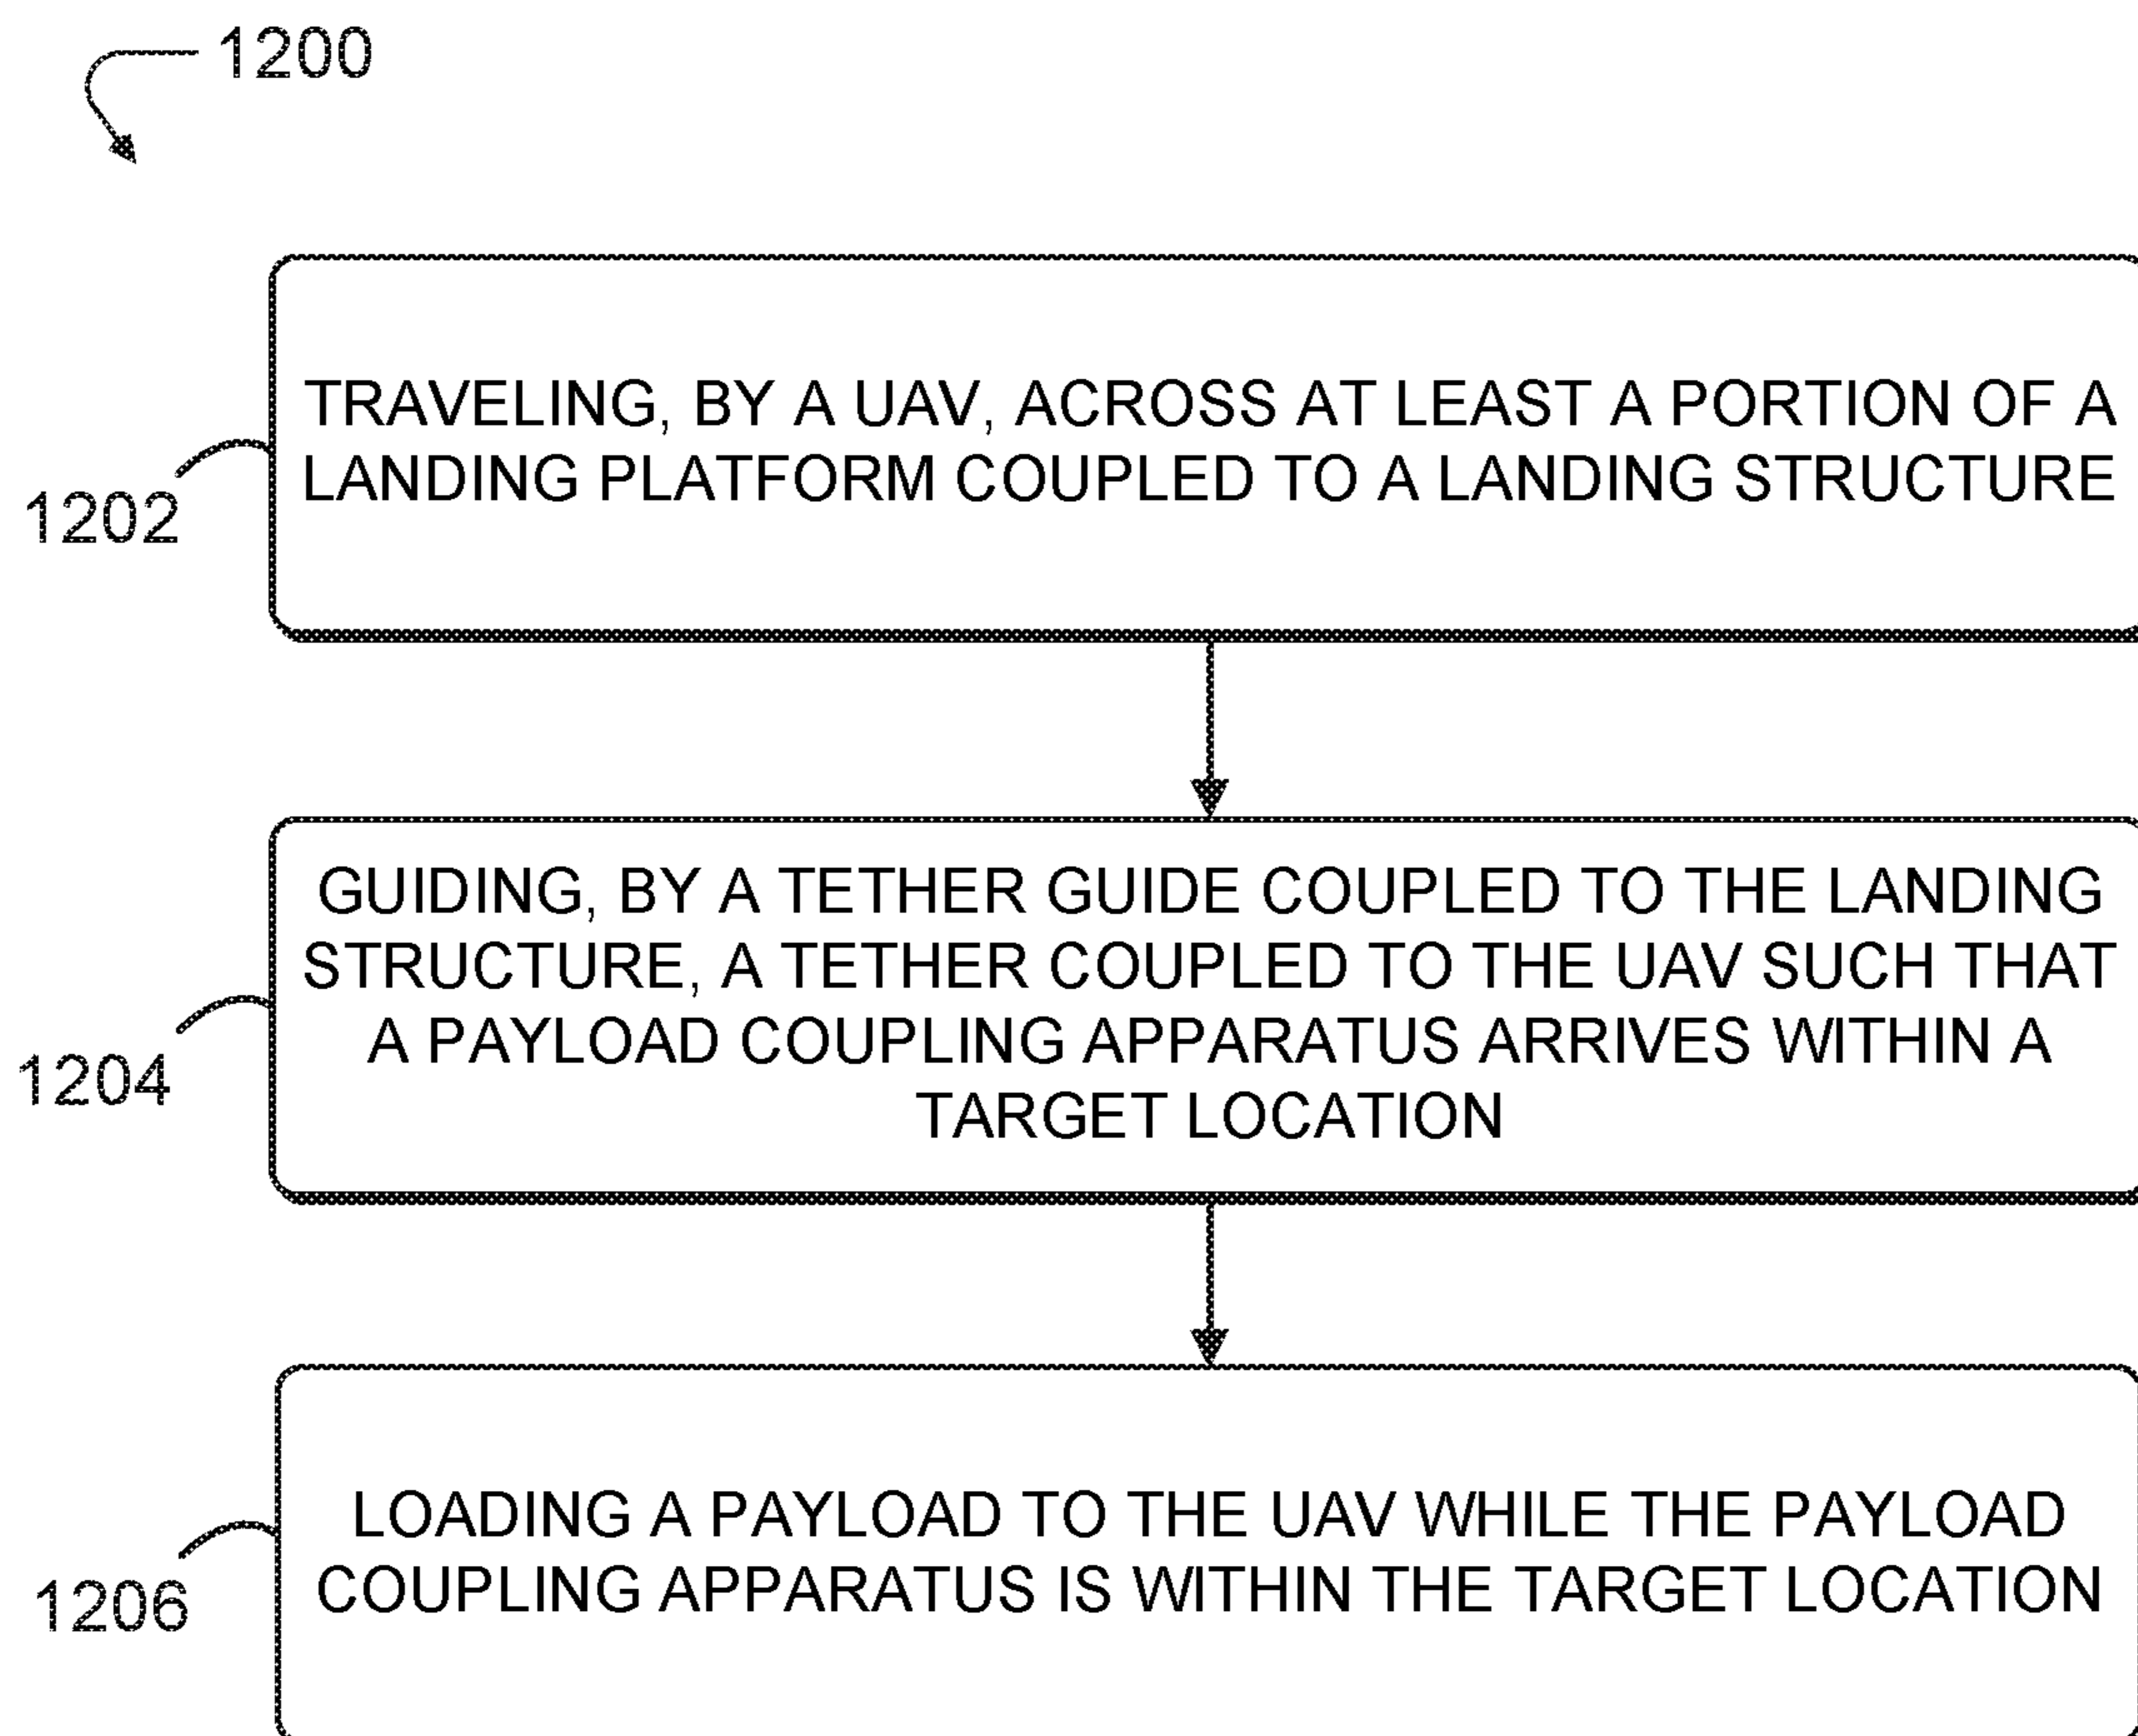 1200
TRAVELING, BY A UAV, ACROSS AT LEAST A PORTION OF A
LANDING PLATFORM COUPLED TO A LANDING STRUCTURE
1202
GUIDING, BY A TETHER GUIDE COUPLED TO THE LANDING
STRUCTURE, A TETHER COUPLED TO THE UAV SUCH THAT
A PAYLOAD COUPLING APPARATUS ARRIVES WITHIN A
TARGET LOCATION
1204
LOADING A PAYLOAD TO THE UAV WHILE THE PAYLOAD
COUPLING APPARATUS IS WITHIN THE TARGET LOCATION
1206